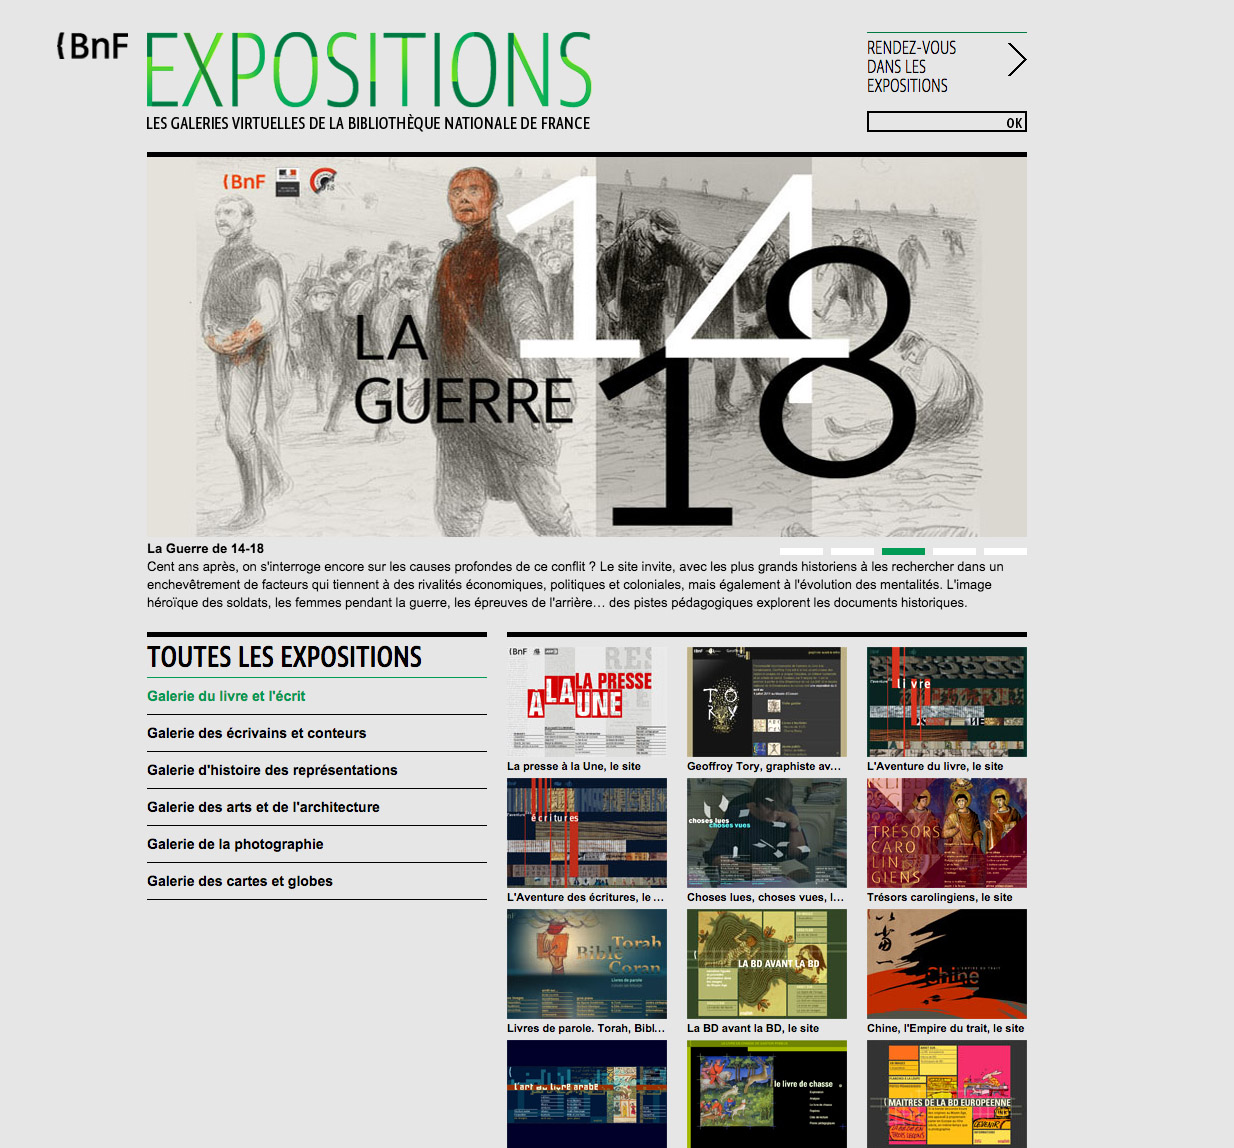 BnF
EXPOSITIONS
LES GALERIES VIRTUELLES DE LA BIBLIOTHÈQUE NATIONALE DE FRANCE
RENDEZ-VOUS
DANS LES
EXPOSITIONS
OK
BnF
14
LA
GUERRE
18
La Guerre de 14-18
Cent ans après, on s'interroge encore sur les causes profondes de ce conflit ? Le site invite, avec les plus grands historiens à les rechercher dans un
enchevêtrement de facteurs qui tiennent à des rivalités économiques, politiques et coloniales, mais également à l'évolution des mentalités. L'image
héroïque des soldats, les femmes pendant la guerre, les épreuves de l'arrière… des pistes pédagogiques explorent les documents historiques.
TOUTES LES EXPOSITIONS
Galerie du livre et l'écrit
Galerie des écrivains et conteurs
Galerie d'histoire des représentations
Galerie des arts et de l'architecture
Galerie de la photographie
Galerie des cartes et globes
BnF
LA PRESSE
A LA UNE
La presse à la Une, le site
TORY
Geoffroy Tory, graphiste av...
livre
L'Aventure du livre, le site
écritures
L'Aventure des écritures, le ...
choses lues
choses vues
Choses lues, choses vues, l...
TRÉSORS
CARO
LIN
GIENS
Trésors carolingiens, le site
Torah
Bible
Coran
Livres de parole
Livres de parole. Torah, Bibl...
LA BD AVANT LA BD
La BD avant la BD, le site
Chine
Chine, l'Empire du trait, le site
l'art du livre arabe
le livre de chasse
MAITRES DE LA BD EUROPEENNE